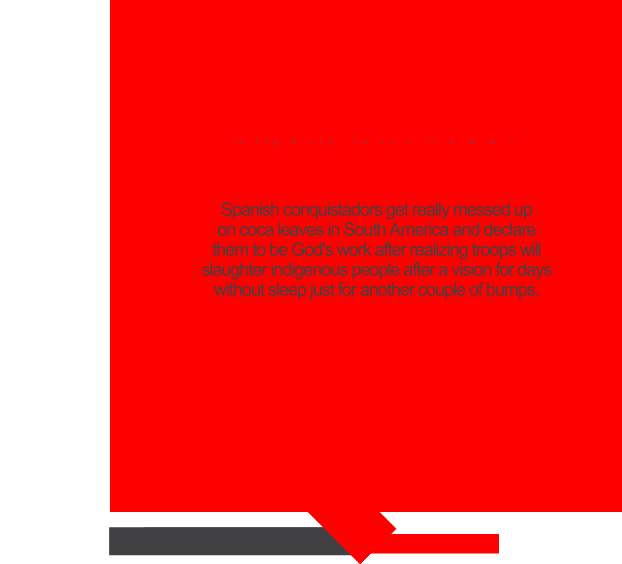 Spanish conquistadors get really messed up
on coca leaves in South America and declare
them to be God's work after realizing troops will
slaughter indigenous people after a vision for days
without sleep just for another couple of bumps.